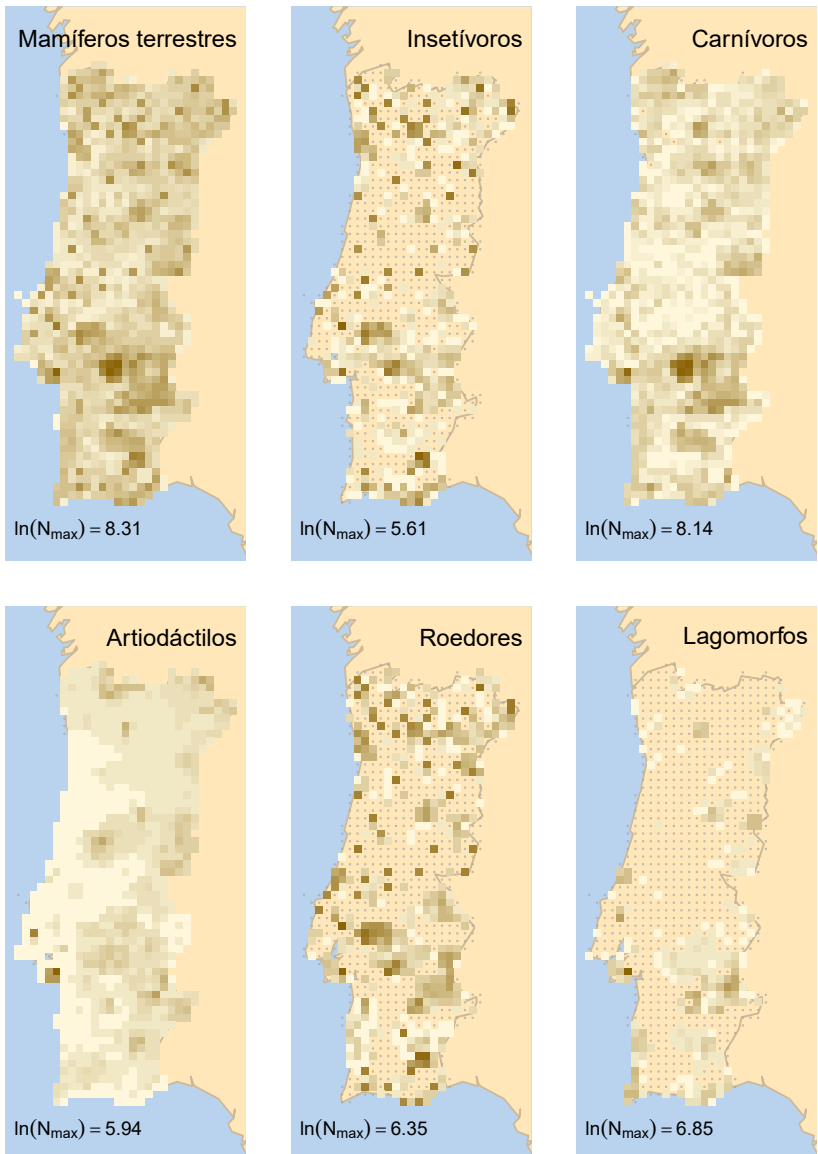 Mamíferos terrestres
ln(Nmax) = 8.31
Insetívoros
ln(Nmax) = 5.61
Carnívoros
ln(Nmax) = 8.14
Artiodáctilos
ln(Nmax) = 5.94
Roedores
ln(Nmax) = 6.35
Lagomorfos
ln(Nmax) = 6.85